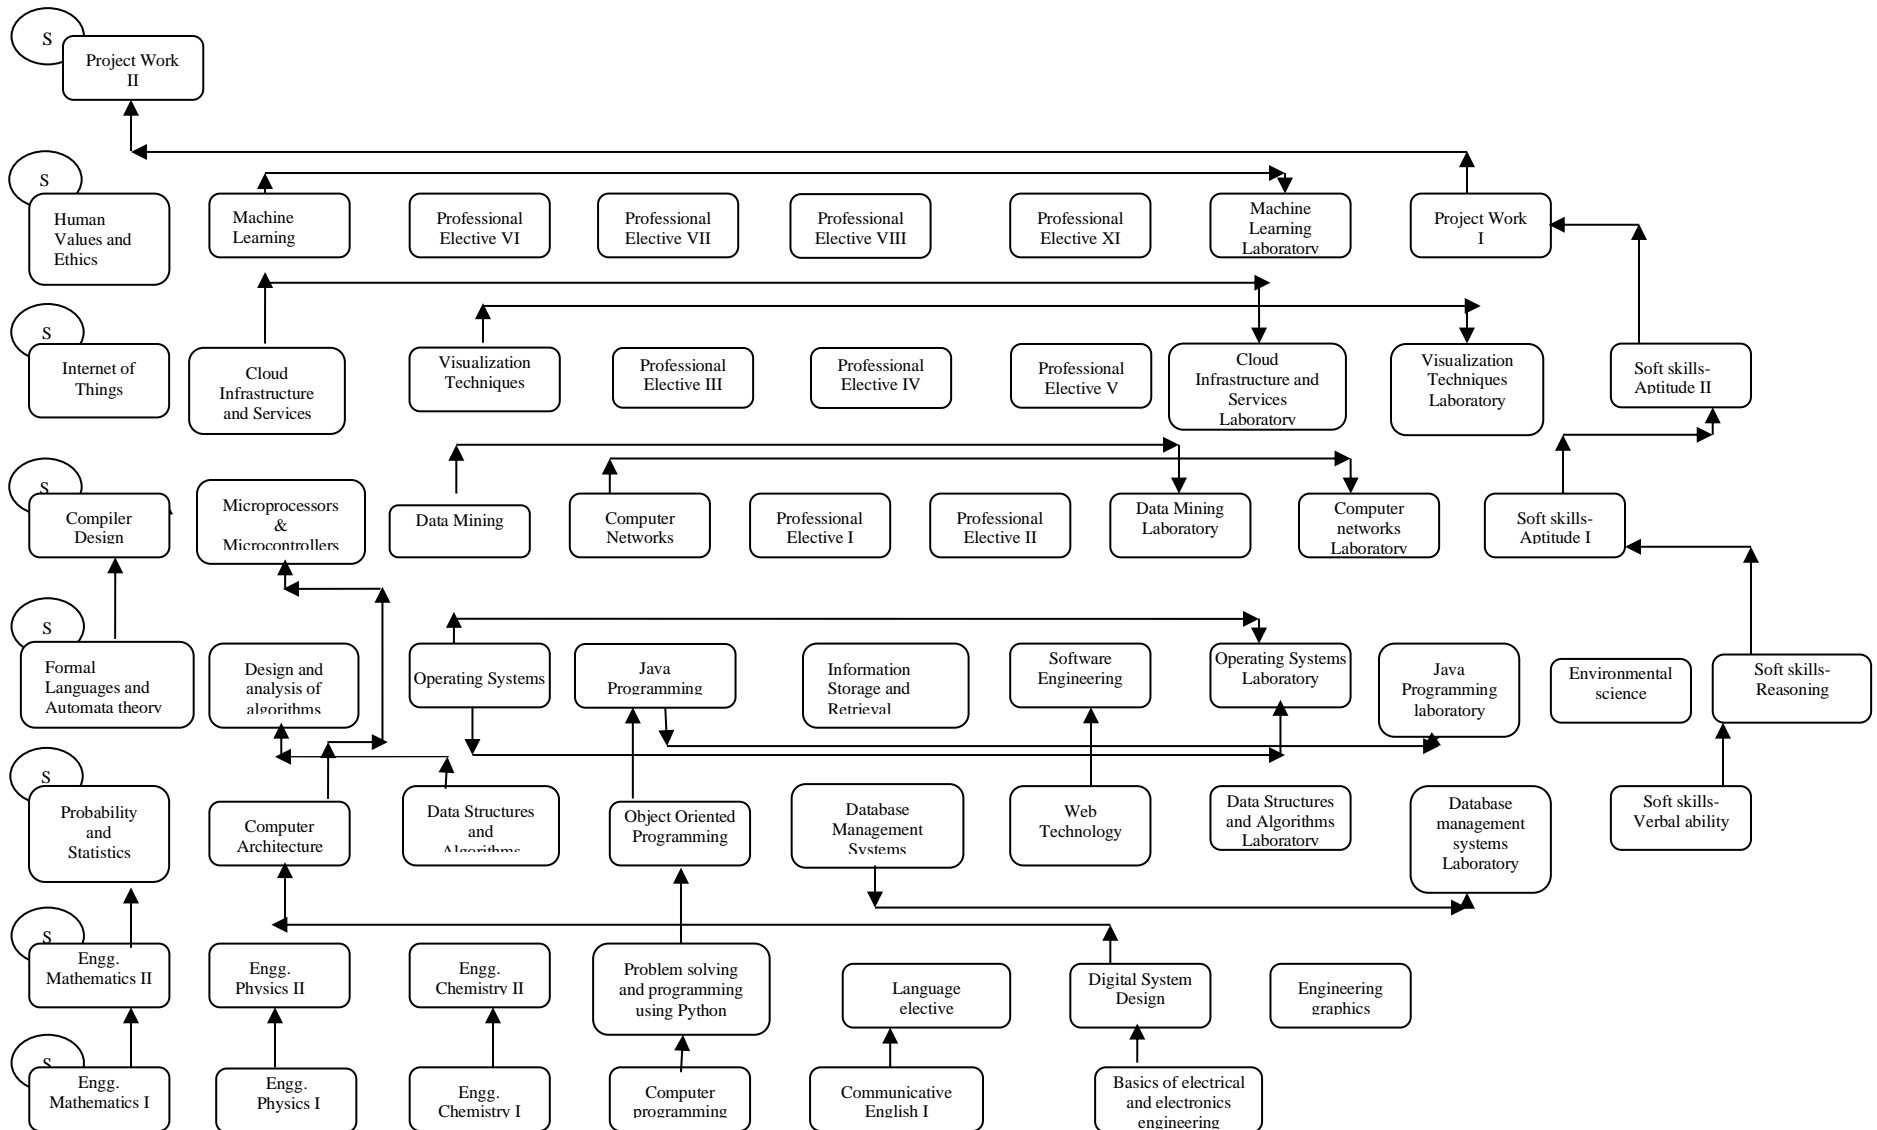 S
Project Work
II
S
Human
Values and
Ethics
Machine
Learning
Professional
Elective VI
Professional
Elective VII
Professional
Elective VIII
Professional
Elective XI
Machine
Learning
Laboratory
Project Work
I
S
Internet of
Things
Cloud
Infrastructure
and Services
Visualization
Techniques
Professional
Elective III
Professional
Elective IV
Professional
Elective V
Cloud
Infrastructure and
Services
Laboratory
Visualization
Techniques
Laboratory
Soft skills-
Aptitude II
S
Compiler
Design
Microprocessors
&
Microcontrollers
Data Mining
Computer
Networks
Professional
Elective I
Professional
Elective II
Data Mining
Laboratory
Computer
networks
Laboratory
Soft skills-
Aptitude I
S
Formal
Languages and
Automata theory
Design and
analysis of
algorithms
Operating Systems
Java
Programming
Information
Storage and
Retrieval
Software
Engineering
Operating Systems
Laboratory
Java
Programming
laboratory
Environmental
science
Soft skills-
Reasoning
S
Probability
and
Statistics
Computer
Architecture
Data Structures
and
Algorithms
Object Oriented
Programming
Database
Management
Systems
Web
Technology
Data Structures
and Algorithms
Laboratory
Database
management
systems
Laboratory
Soft skills-
Verbal ability
S
Engg.
Mathematics II
Engg.
Physics II
Engg.
Chemistry II
Problem solving
and programming
using Python
Language
elective
Digital System
Design
Engineering
graphics
S
Engg.
Mathematics I
Engg.
Physics I
Engg.
Chemistry I
Computer
programming
Communicative
English I
Basics of electrical
and electronics
engineering